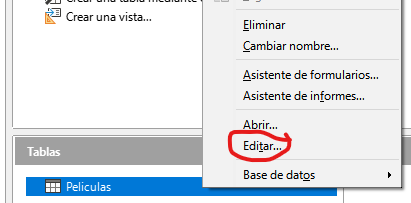 Crear una tabla mediante
Crear una vista...
Eliminar
Cambiar nombre...
Asistente de formularios...
Asistente de informes...
Abrir...
Editar...
Base de datos
Tablas
Peliculas